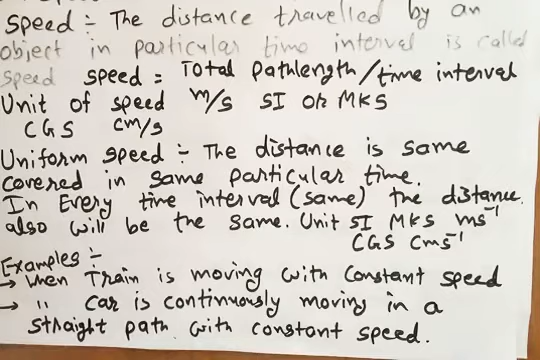 speed :- The distance travelled by an
object in particular time interval is called
speed speed = Total Pathlength/time interval
Unit of speed m/s SI or MKS
CGS cm/s
Uniform speed :- The distance is same
covered in same particular time.
In Every time interval (same) the distance
also will be the same. Unit SI MKS ms⁻¹
CGS cms⁻¹
Examples :-
→ When Train is moving with constant speed
→ " car is continuously moving in a
straight path with constant speed.